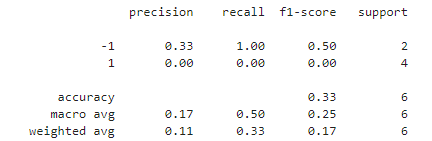 precision recall f1-score support
-1 0.33 1.00 0.50 2
1 0.00 0.00 0.00 4
accuracy 0.33 6
macro avg 0.17 0.50 0.25 6
weighted avg 0.11 0.33 0.17 6